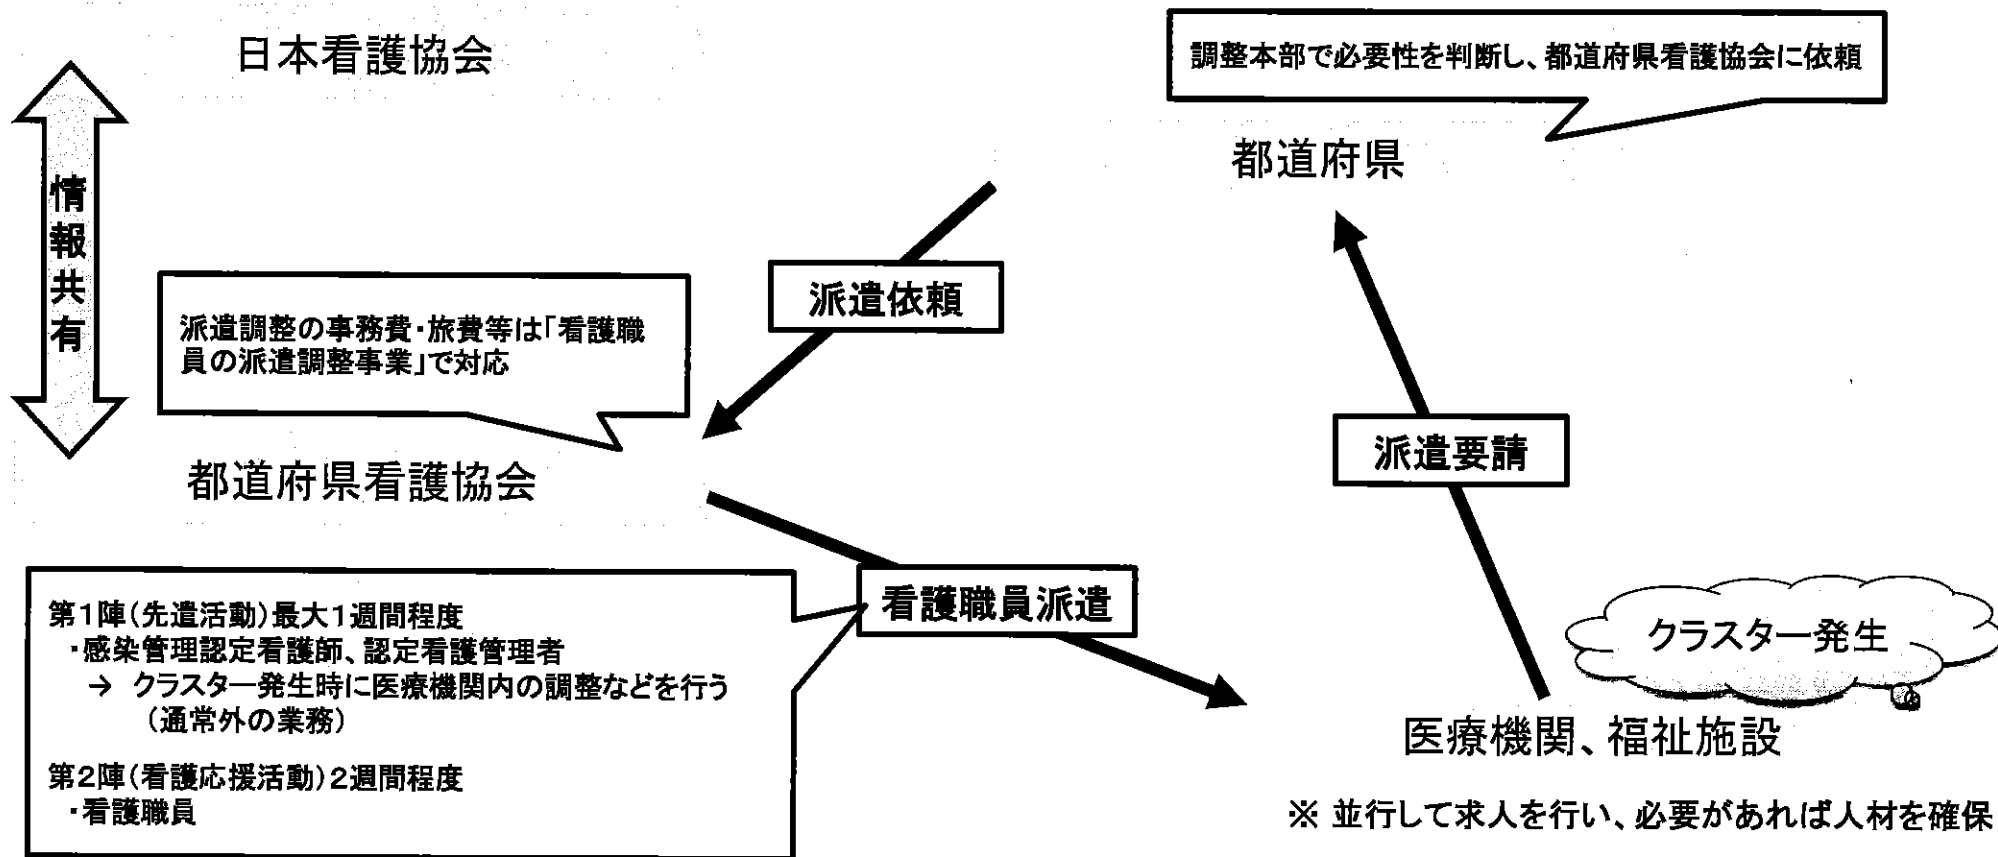 日本看護協会
調整本部で必要性を判断し、都道府県看護協会に依頼
都道府県
情報共有
派遣依頼
派遣調整の事務費・旅費等は「看護職
員の派遣調整事業」で対応
派遣要請
都道府県看護協会
看護職員派遣
第1陣(先遣活動)最大1週間程度
・感染管理認定看護師、認定看護管理者
→ クラスター発生時に医療機関内の調整などを行う
(通常外の業務)
第2陣(看護応援活動)2週間程度
・看護職員
クラスター発生
医療機関、福祉施設
※ 並行して求人を行い、必要があれば人材を確保